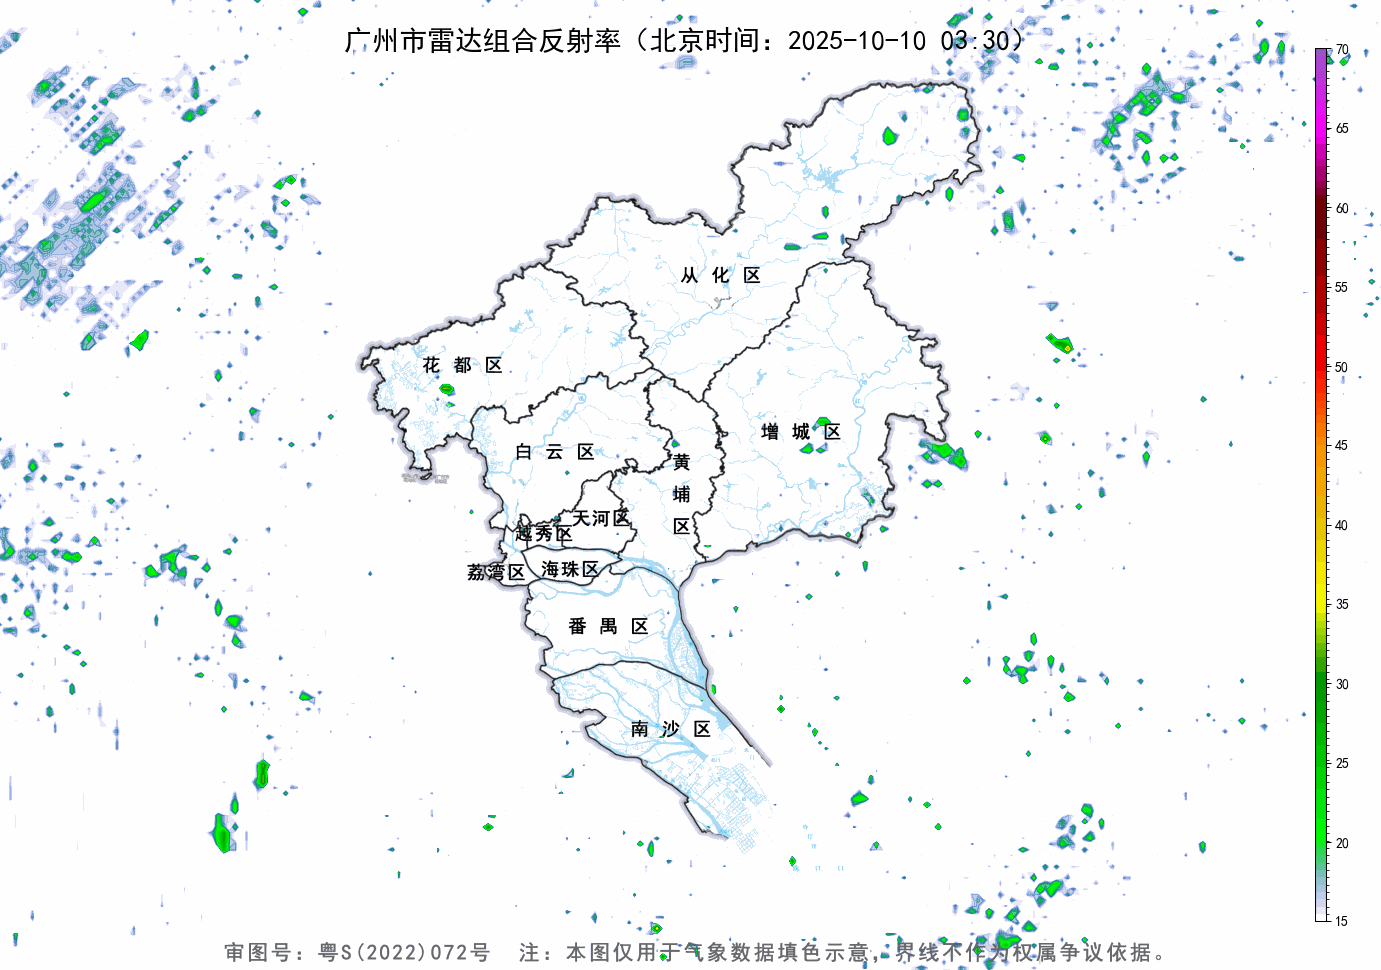 广州市雷达组合反射率（北京时间：2025-10-10 03:30）
70
65
60
55
50
45
40
35
30
25
20
15
从 化 区
花 都 区
增 城 区
白 云 区
黄
埔
区
天河区
越秀区
荔湾区
海珠区
番 禺 区
南 沙 区
审图号：粤S(2022)072号 注：本图仅用于气象数据填色示意，界线不作为权属争议依据。